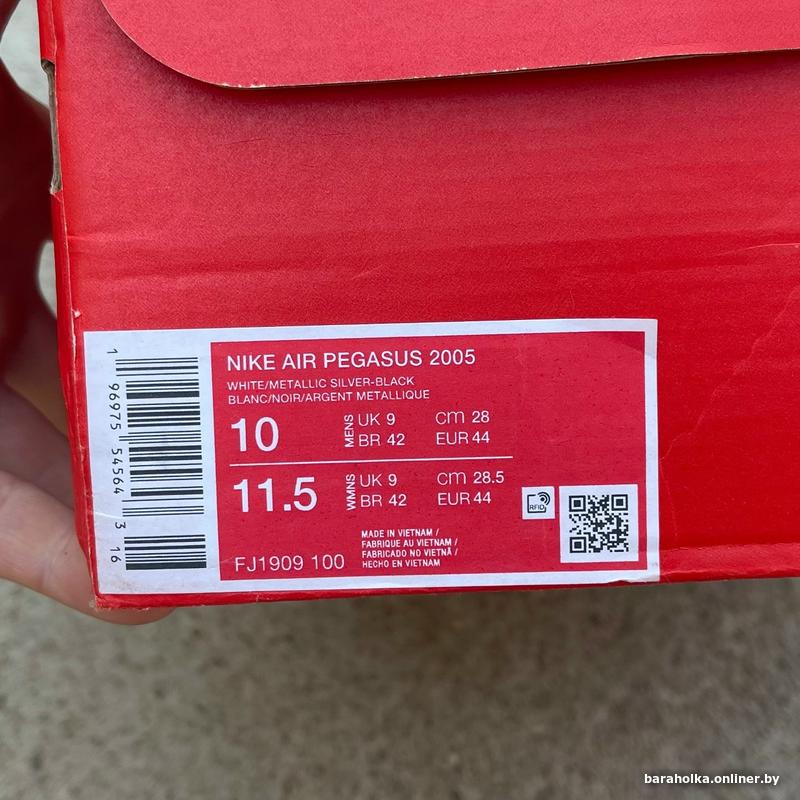 NIKE AIR PEGASUS 2005
WHITE/METALLIC SILVER-BLACK
BLANC/NOIR/ARGENT METALLIQUE
10 MENS UK 9 cm 28
BR 42 EUR 44
11.5 WMNS UK 9 cm 28.5
BR 42 EUR 44
RFID
MADE IN VIETNAM /
FABRIQUE AU VIETNAM /
FABRICADO NO VIETNÃ /
HECHO EN VIETNAM
FJ1909 100
1 96975 54564 3 16
baraholka.onliner.by